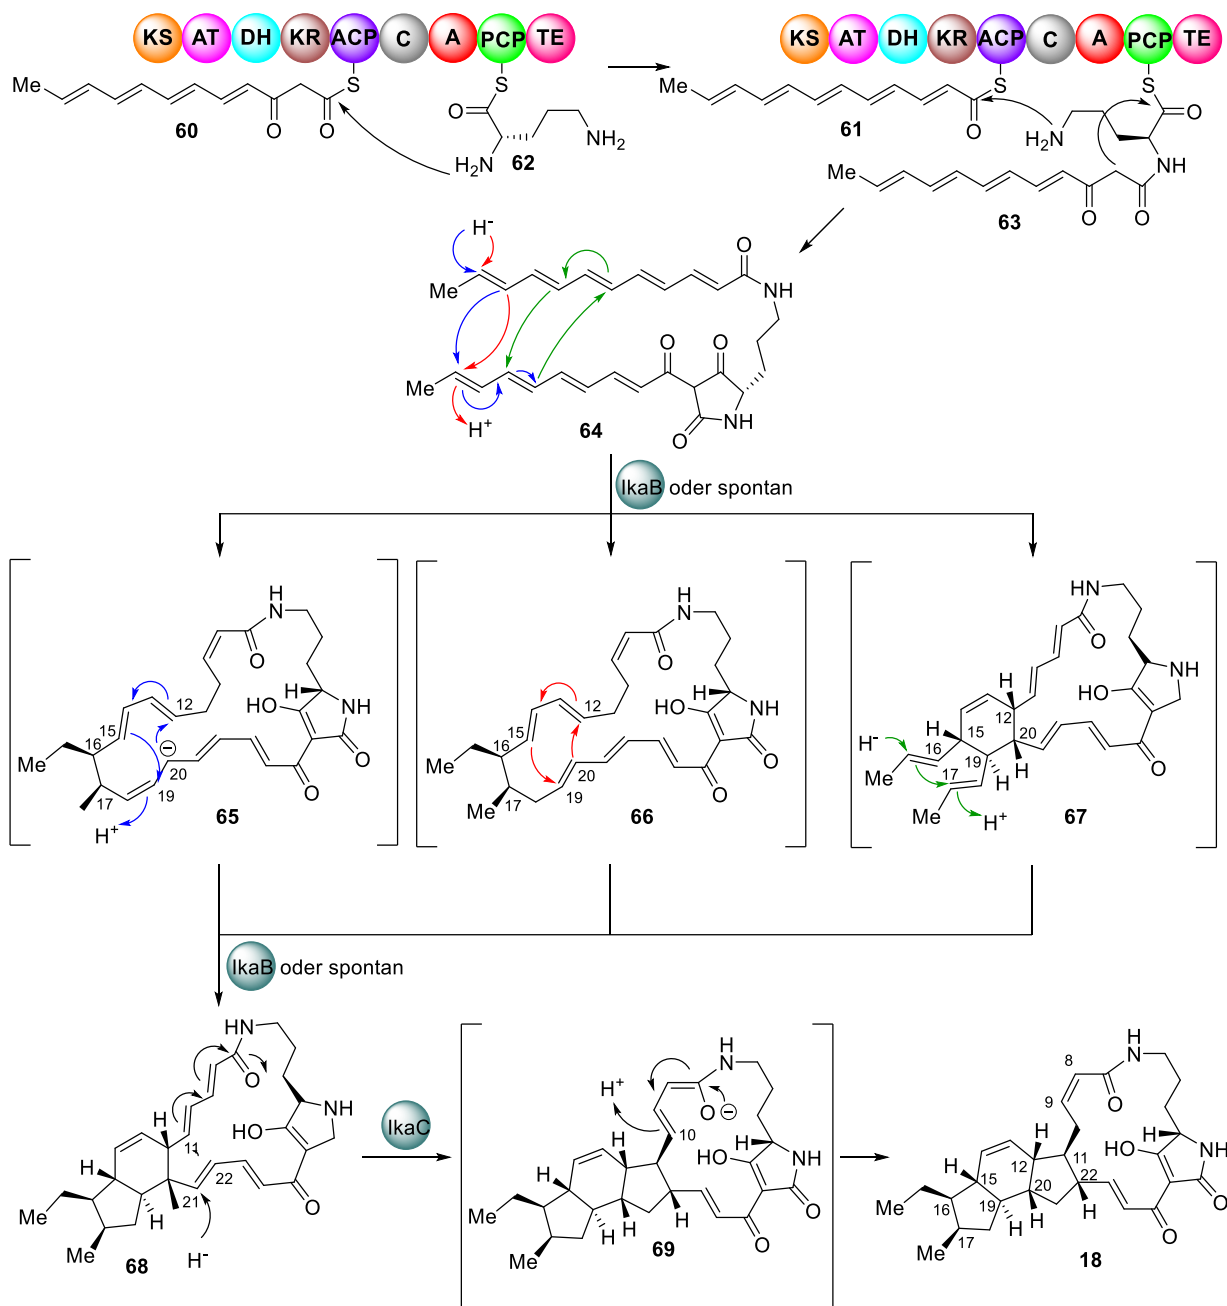 KS AT DH KR ACP C A PCP TE
KS AT DH KR ACP C A PCP TE
Me O O S 60
O S H2N NH2 62
Me O S 61
H2N S O NH
Me O O 63
H- O
Me NH
O O
Me O NH
H+ 64
IkaB oder spontan
H N O
HO H NH O O
12 15 16 17 19 20
Me H+ − 65
H N O
HO H NH O O
12 15 16 17 19 20
Me Me 66
H N O
HO NH O
H H H H
12 15 16 17 19 20
H- Me Me H+ 67
IkaB oder spontan
HN O
HO NH O
H H H
11 21 22
Me Me H- 68
IkaC
H N O −
H+ 10
HO H NH O O
H H H H H
Me Me 69
H N O
8 9
HO H NH O O
H H H H H
11 12 15 16 17 19 20 22
Me Me 18